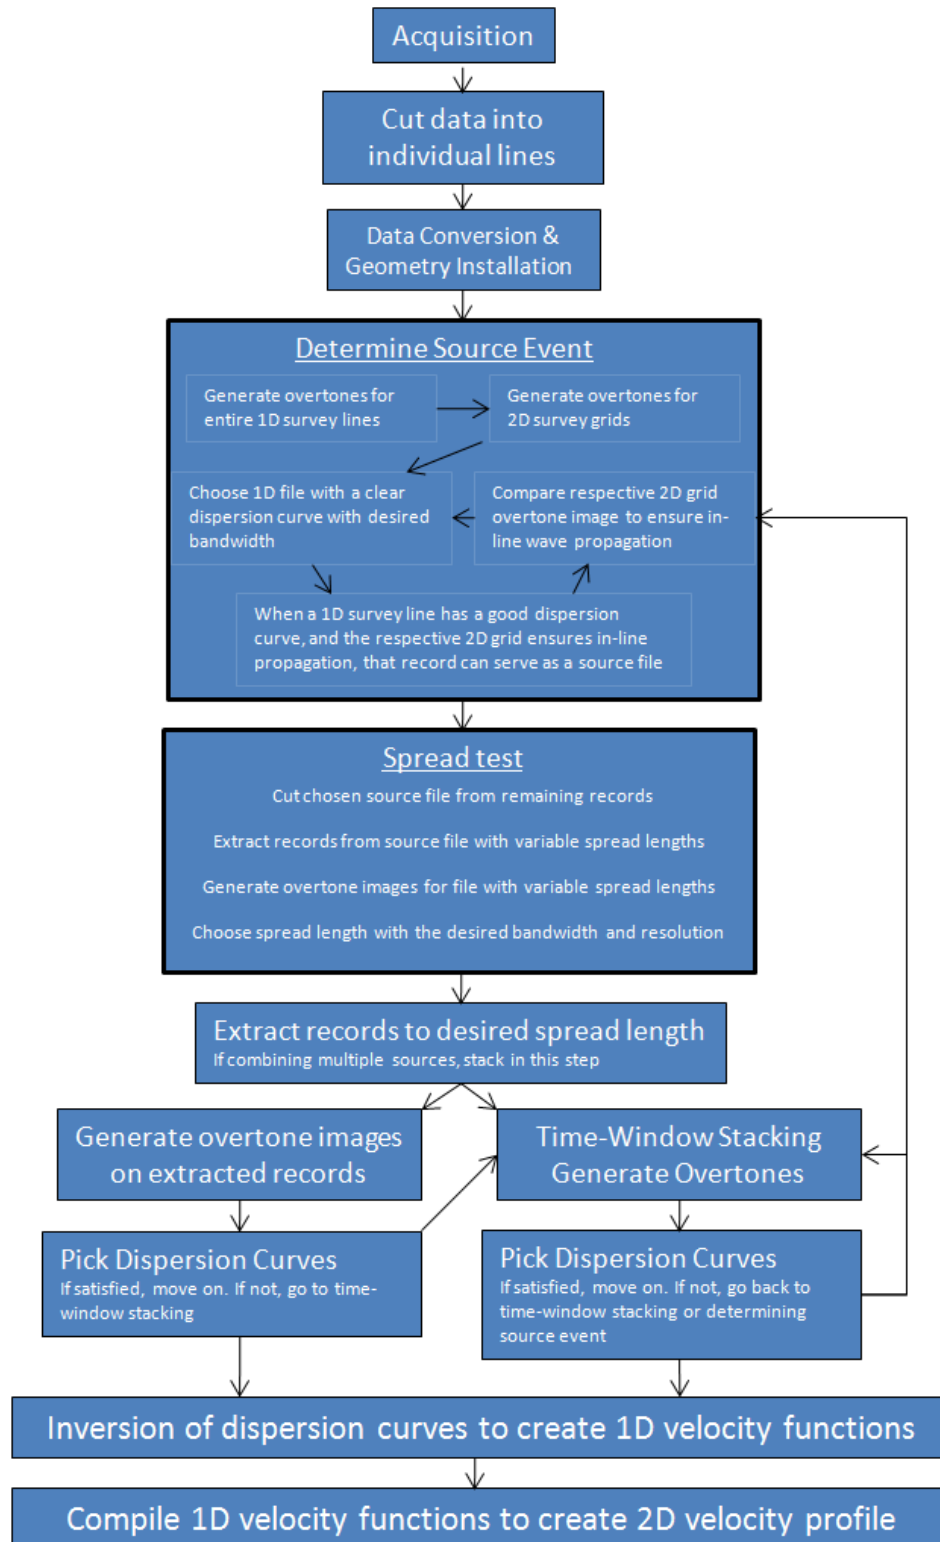 Acquisition
Cut data into
individual lines
Data Conversion &
Geometry Installation
Determine Source Event
Generate overtones for
entire 1D survey lines
Generate overtones for
2D survey grids
Choose 1D file with a clear
dispersion curve with desired
bandwidth
Compare respective 2D grid
overtone image to ensure in-
line wave propagation
When a 1D survey line has a good dispersion
curve, and the respective 2D grid ensures in-line
propagation, that record can serve as a source file
Spread test
Cut chosen source file from remaining records
Extract records from source file with variable spread lengths
Generate overtone images for file with variable spread lengths
Choose spread length with the desired bandwidth and resolution
Extract records to desired spread length
If combining multiple sources, stack in this step
Generate overtone images
on extracted records
Time-Window Stacking
Generate Overtones
Pick Dispersion Curves
If satisfied, move on. If not, go to time-
window stacking
Pick Dispersion Curves
If satisfied, move on. If not, go back to
time-window stacking or determining
source event
Inversion of dispersion curves to create 1D velocity functions
Compile 1D velocity functions to create 2D velocity profile